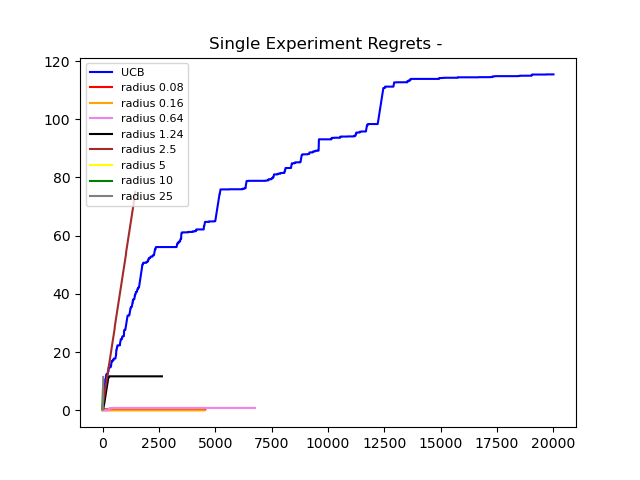 Single Experiment Regrets -
UCB
radius 0.08
radius 0.16
radius 0.64
radius 1.24
radius 2.5
radius 5
radius 10
radius 25
120
100
80
60
40
20
0
0 2500 5000 7500 10000 12500 15000 17500 20000